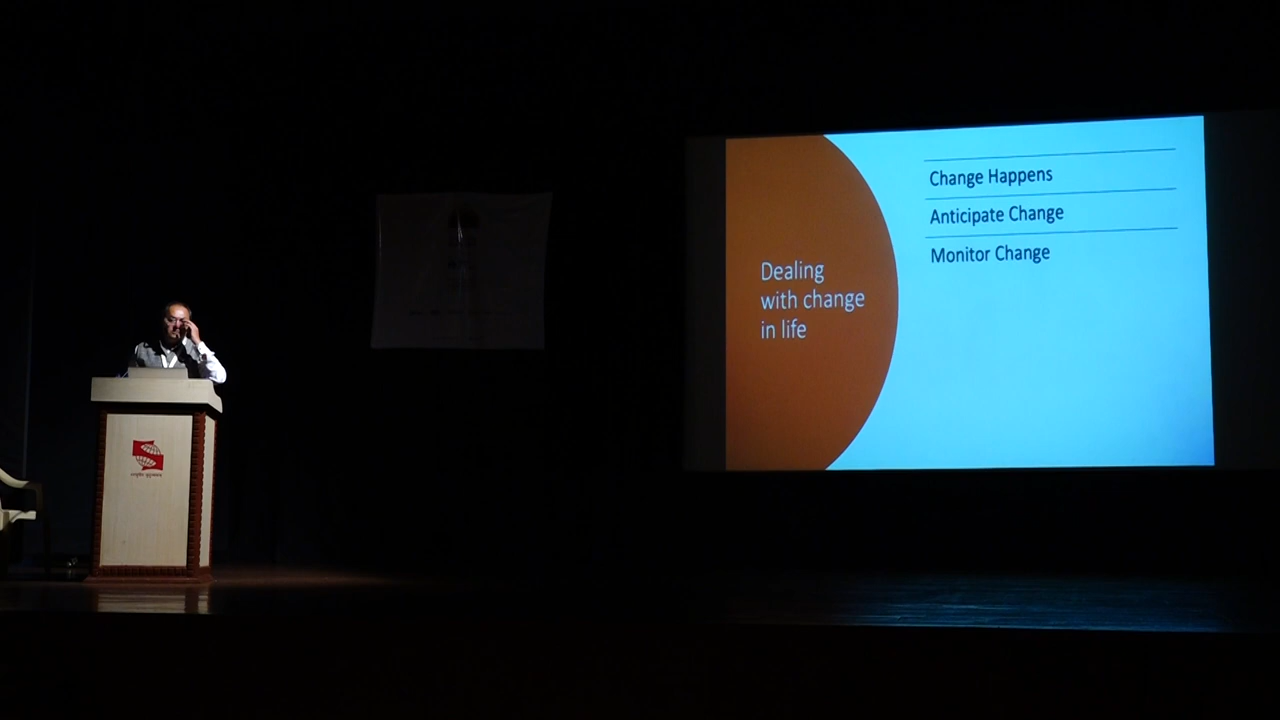 Dealing
with change
in life
Change Happens
Anticipate Change
Monitor Change